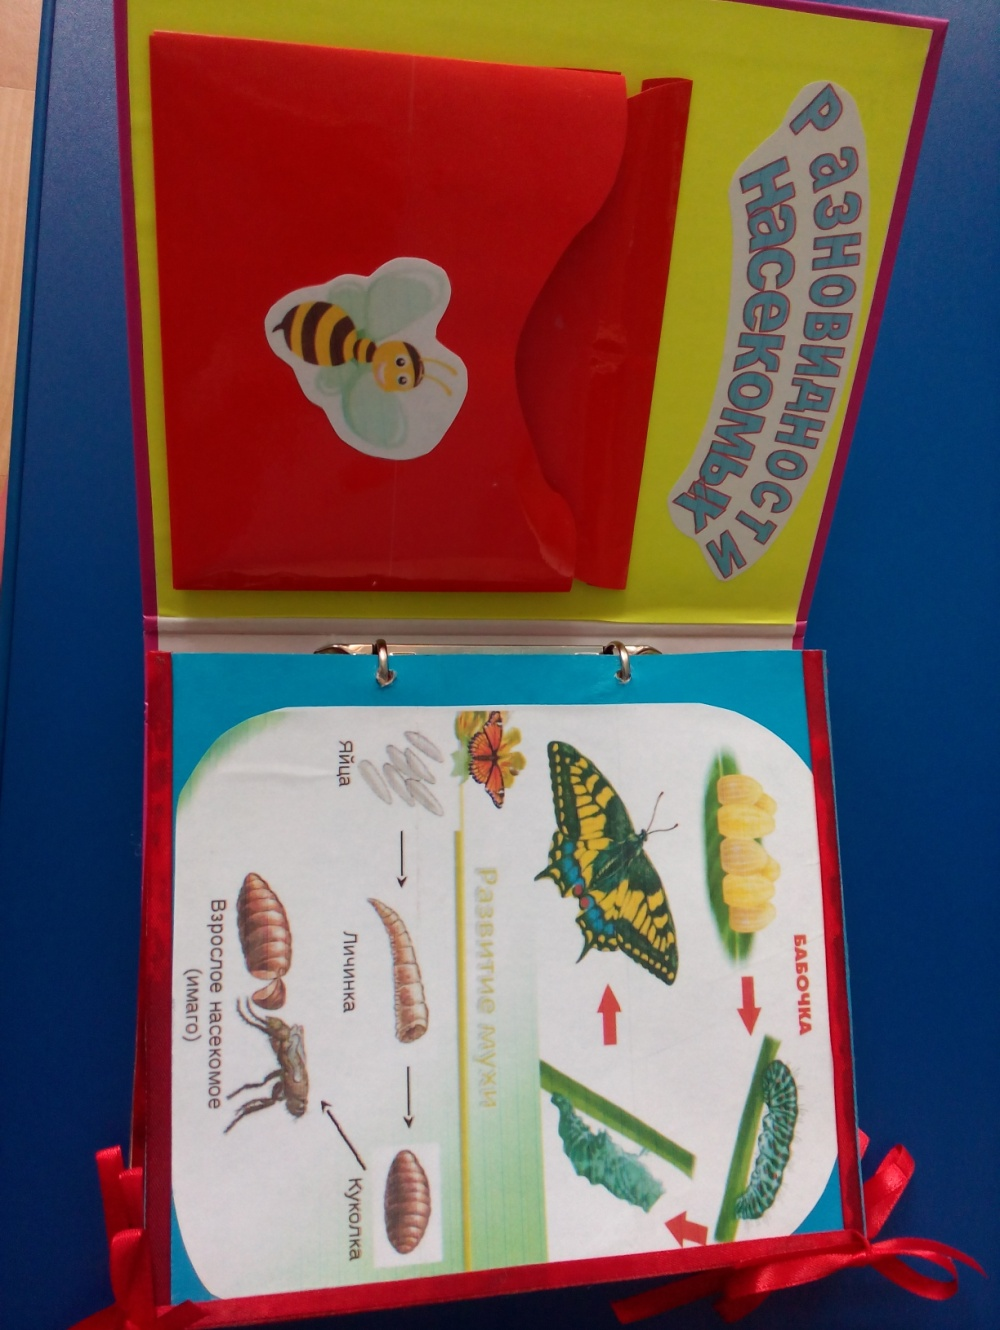 Разновидности
Насекомых
БАБОЧКА
Развитие мухи
Яйца
Личинка
Куколка
Взрослое насекомое
(имаго)